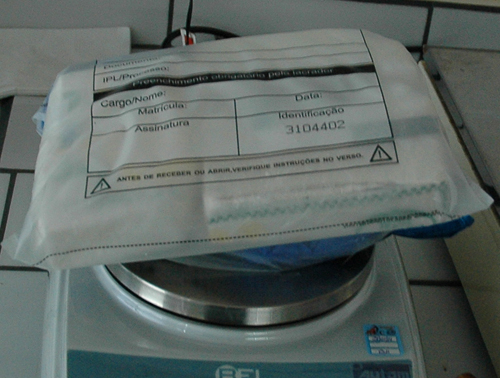 Documento:
IPL/Processo:
Preenchimento obrigatório pelo lacrador
Cargo/Nome:
Matrícula:
Data:
Assinatura
Identificação
3104402
ANTES DE RECEBER OU ABRIR,VERIFIQUE INSTRUÇÕES NO VERSO.